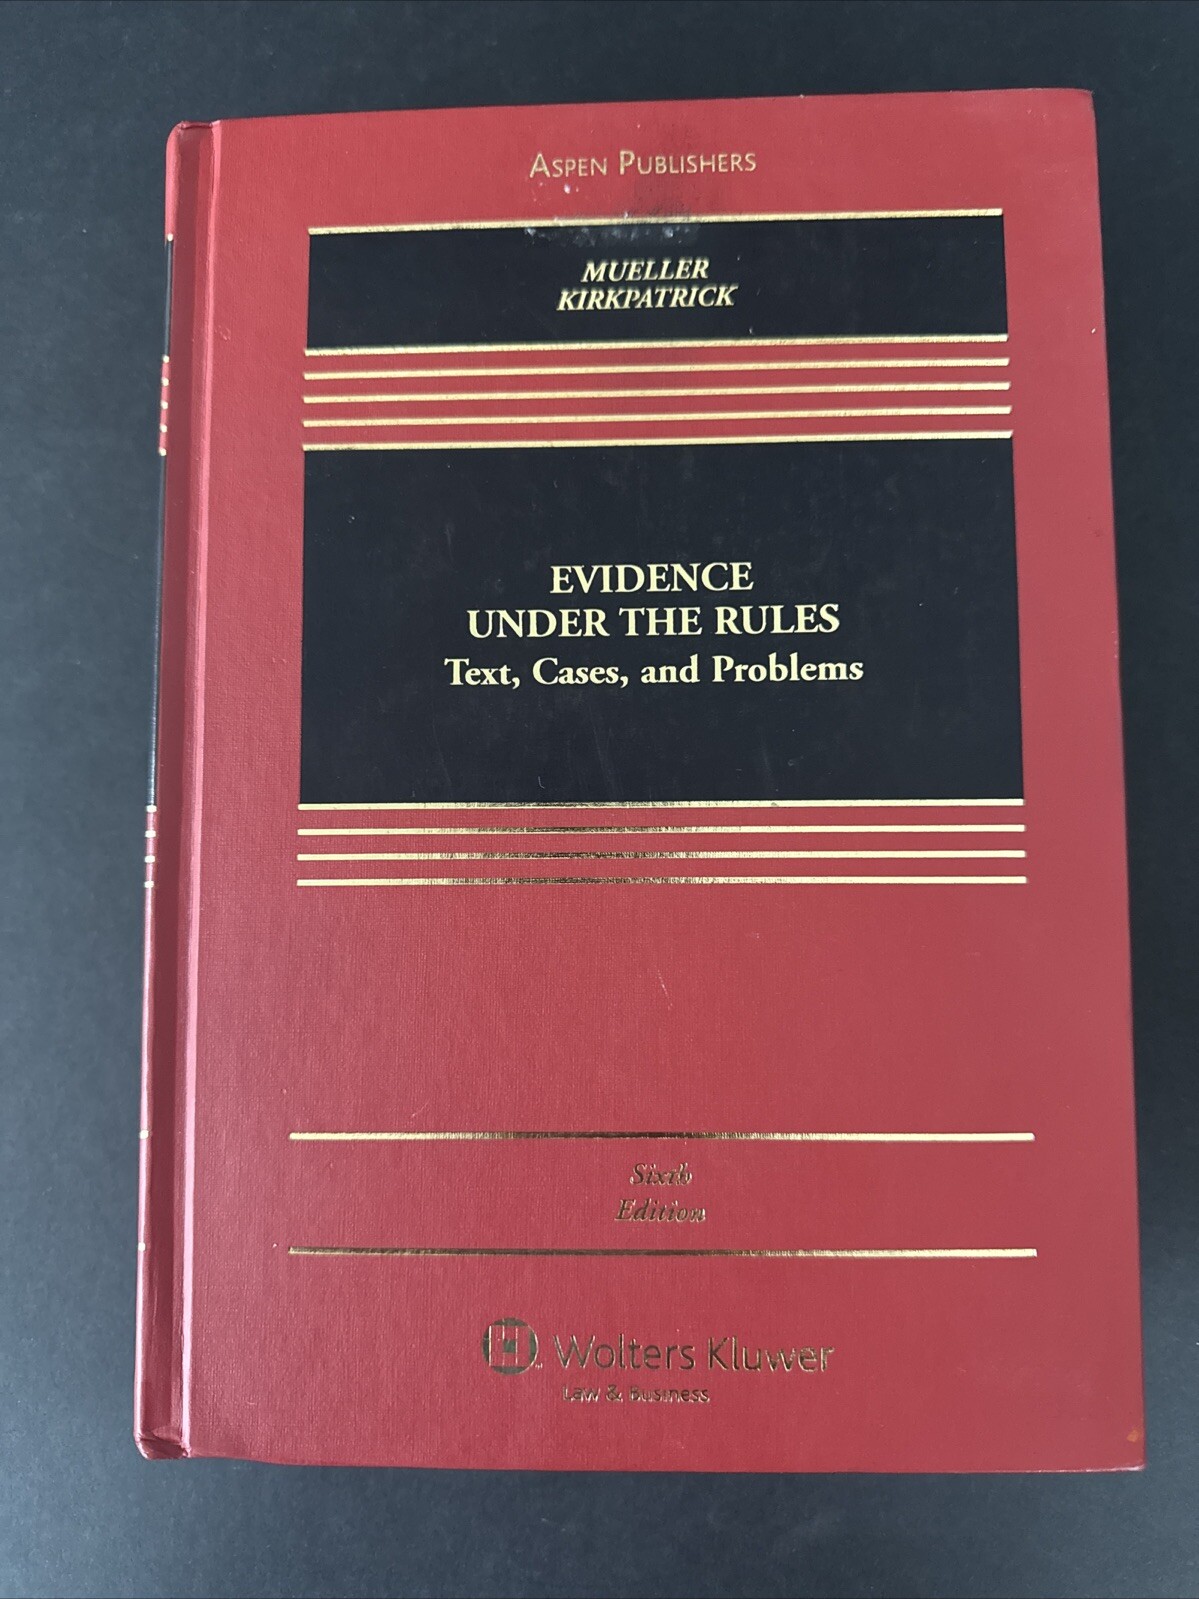 ASPEN PUBLISHERS
MUELLER
KIRKPATRICK
EVIDENCE
UNDER THE RULES
Text, Cases, and Problems
Sixth
Edition
Wolters Kluwer
Law & Business